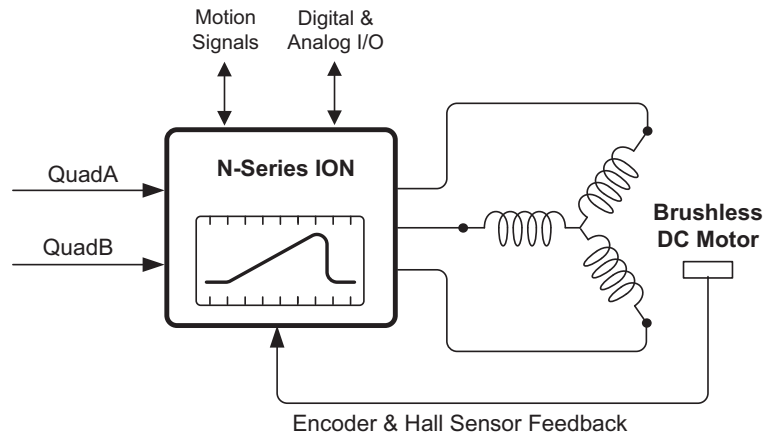 Motion
Signals
Digital &
Analog I/O
QuadA
N-Series ION
QuadB
Brushless
DC Motor
Encoder & Hall Sensor Feedback